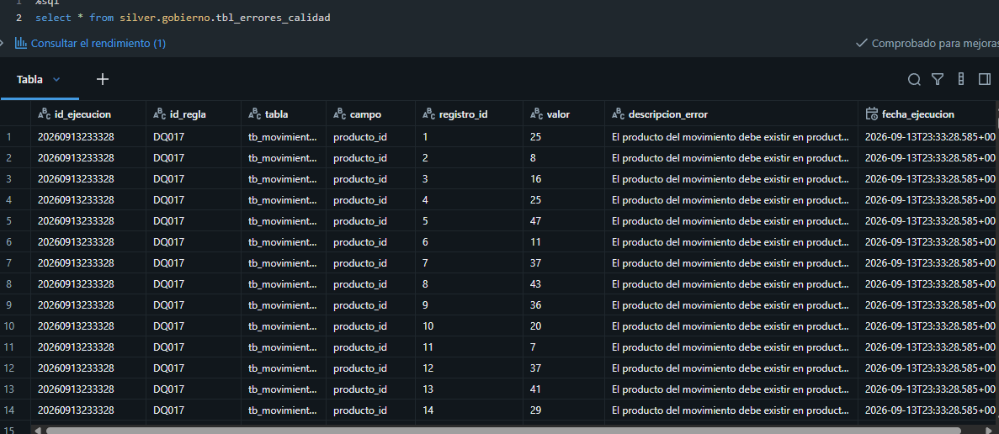 1 %sql
2 select * from silver.gobierno.tbl_errores_calidad
Consultar el rendimiento (1) Comprobado para mejoras
Tabla
id_ejecucion id_regla tabla campo registro_id valor descripcion_error fecha_ejecucion
1 20260913233328 DQ017 tb_movimient... producto_id 1 25 El producto del movimiento debe existir en product... 2026-09-13T23:33:28.585+00
2 20260913233328 DQ017 tb_movimient... producto_id 2 8 El producto del movimiento debe existir en product... 2026-09-13T23:33:28.585+00
3 20260913233328 DQ017 tb_movimient... producto_id 3 16 El producto del movimiento debe existir en product... 2026-09-13T23:33:28.585+00
4 20260913233328 DQ017 tb_movimient... producto_id 4 25 El producto del movimiento debe existir en product... 2026-09-13T23:33:28.585+00
5 20260913233328 DQ017 tb_movimient... producto_id 5 47 El producto del movimiento debe existir en product... 2026-09-13T23:33:28.585+00
6 20260913233328 DQ017 tb_movimient... producto_id 6 11 El producto del movimiento debe existir en product... 2026-09-13T23:33:28.585+00
7 20260913233328 DQ017 tb_movimient... producto_id 7 37 El producto del movimiento debe existir en product... 2026-09-13T23:33:28.585+00
8 20260913233328 DQ017 tb_movimient... producto_id 8 43 El producto del movimiento debe existir en product... 2026-09-13T23:33:28.585+00
9 20260913233328 DQ017 tb_movimient... producto_id 9 36 El producto del movimiento debe existir en product... 2026-09-13T23:33:28.585+00
10 20260913233328 DQ017 tb_movimient... producto_id 10 20 El producto del movimiento debe existir en product... 2026-09-13T23:33:28.585+00
11 20260913233328 DQ017 tb_movimient... producto_id 11 7 El producto del movimiento debe existir en product... 2026-09-13T23:33:28.585+00
12 20260913233328 DQ017 tb_movimient... producto_id 12 37 El producto del movimiento debe existir en product... 2026-09-13T23:33:28.585+00
13 20260913233328 DQ017 tb_movimient... producto_id 13 41 El producto del movimiento debe existir en product... 2026-09-13T23:33:28.585+00
14 20260913233328 DQ017 tb_movimient... producto_id 14 29 El producto del movimiento debe existir en product... 2026-09-13T23:33:28.585+00
15